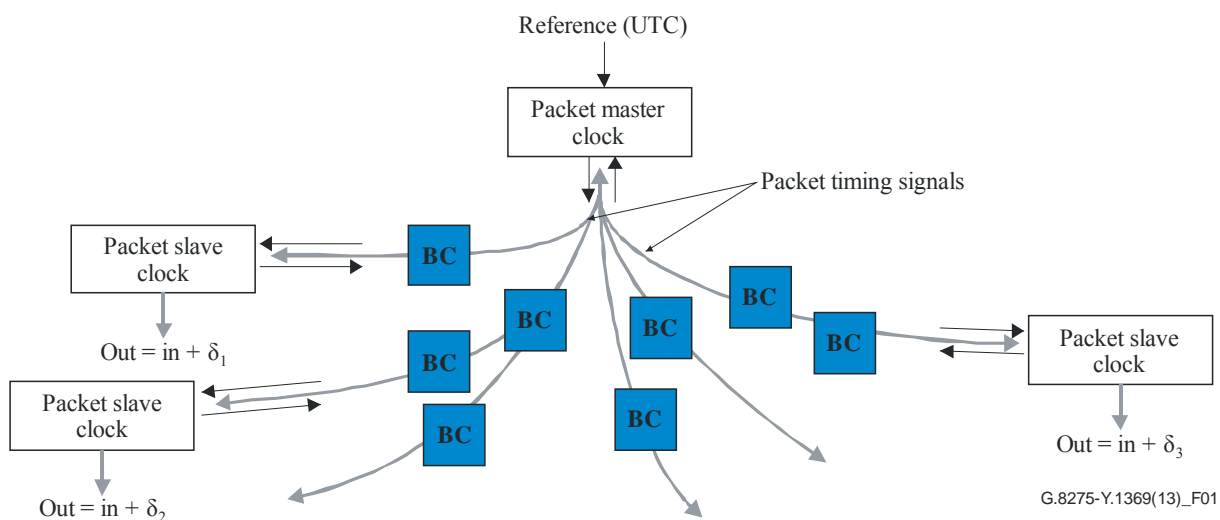 Reference (UTC)
Packet master
clock
Packet timing signals
Packet slave
clock
BC
BC
BC
BC
BC
Packet slave
clock
Out = in + δ1
BC
BC
BC
Packet slave
clock
Out = in + δ3
Out = in + δ2
G.8275-Y.1369(13)_F01